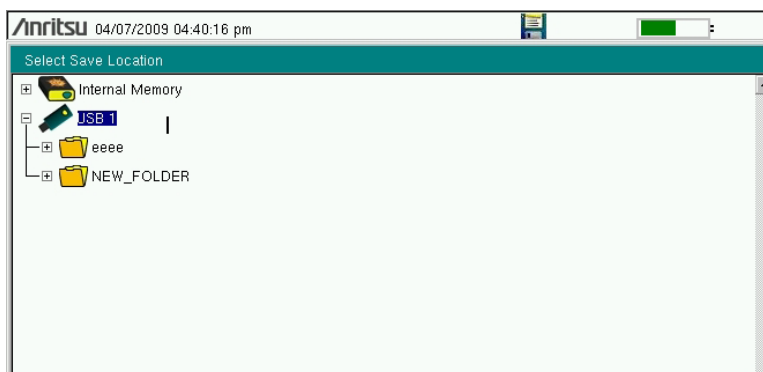 Anritsu 04/07/2009 04:40:16 pm
Select Save Location
Internal Memory
USB 1
eeee
NEW_FOLDER